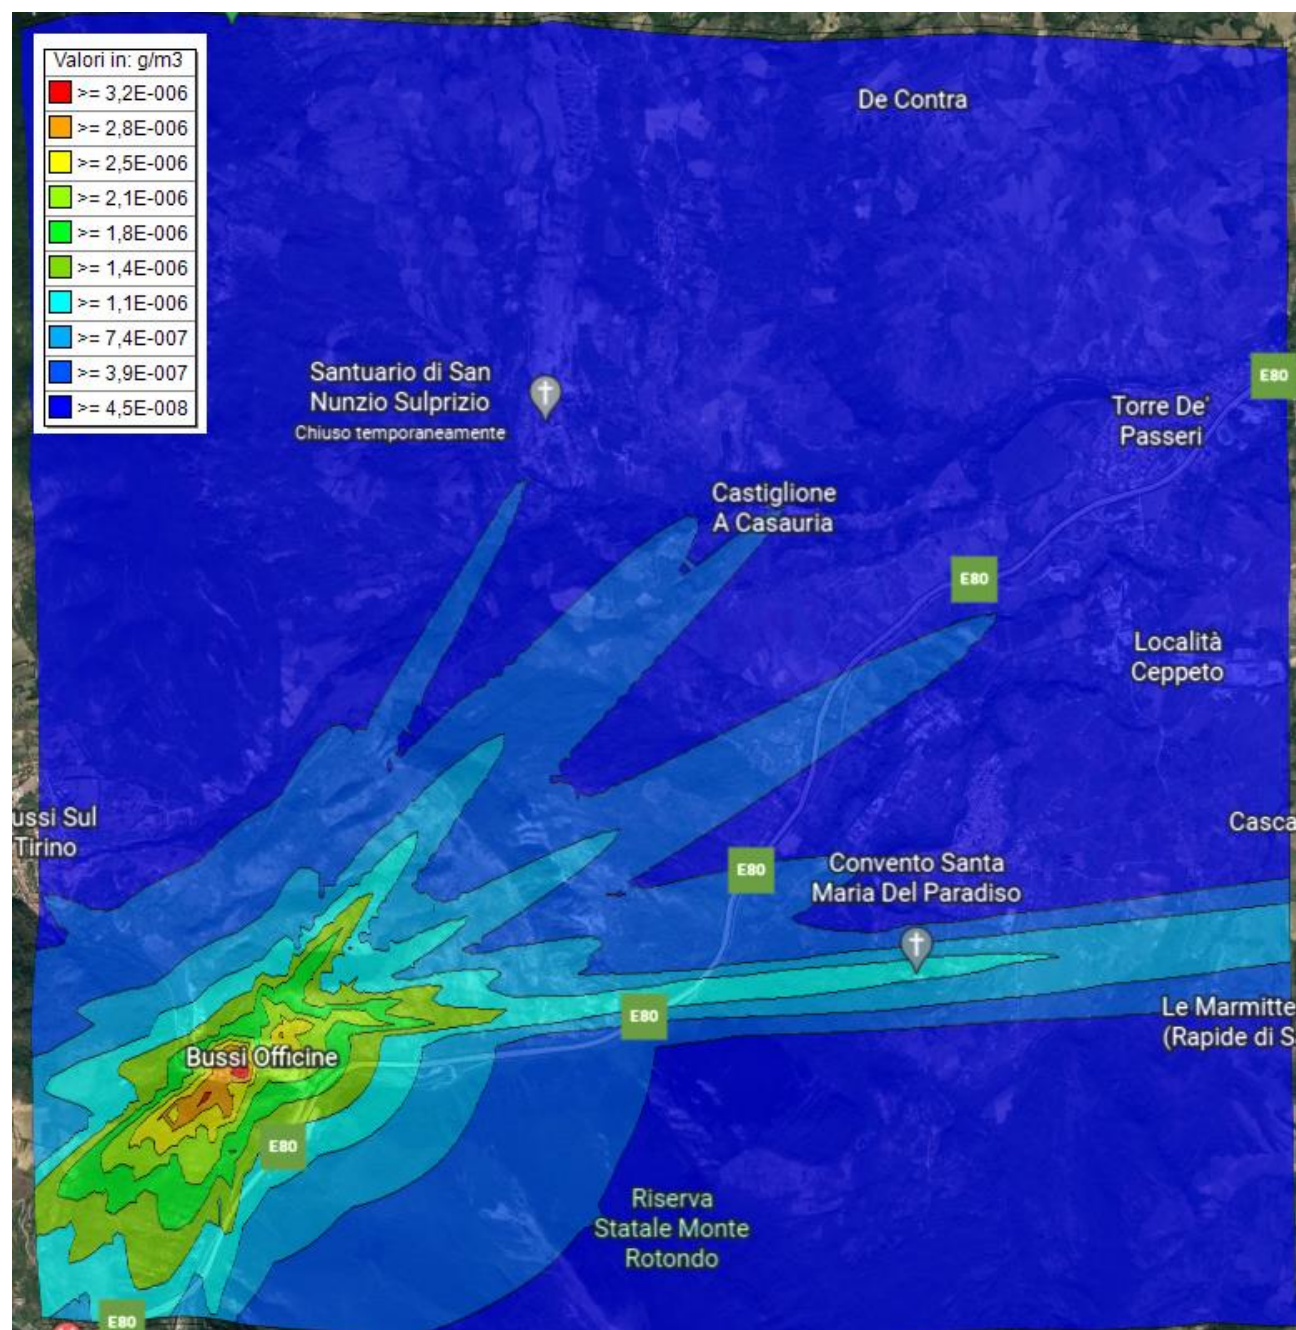 Valori in: g/m3
>= 3,2E-006
>= 2,8E-006
>= 2,5E-006
>= 2,1E-006
>= 1,8E-006
>= 1,4E-006
>= 1,1E-006
>= 7,4E-007
>= 3,9E-007
>= 4,5E-008
De Contra
Santuario di San
Nunzio Sulprizio
Chiuso temporaneamente
E80
Torre De'
Passeri
Castiglione
A Casauria
E80
Località
Ceppeto
ussi Sul
Tirino
Casca
E80
Convento Santa
Maria Del Paradiso
E80
Le Marmitte
(Rapide di S
Bussi Officine
E80
Riserva
Statale Monte
Rotondo
E80